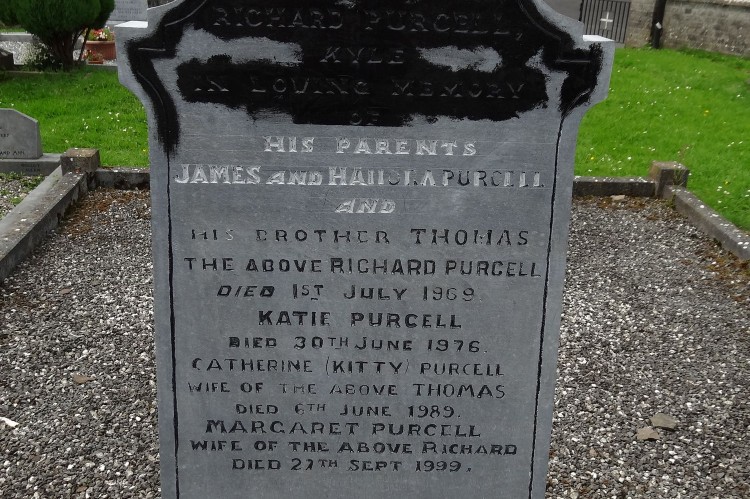 RICHARD PURCELL,
KYLE
IN LOVING MEMORY
OF
HIS PARENTS
JAMES AND HANORA PURCELL
AND
HIS BROTHER THOMAS
THE ABOVE RICHARD PURCELL
DIED 1ST JULY 1969
KATIE PURCELL
DIED 30TH JUNE 1976.
CATHERINE (KITTY) PURCELL
WIFE OF THE ABOVE THOMAS
DIED 6TH JUNE 1989.
MARGARET PURCELL
WIFE OF THE ABOVE RICHARD
DIED 27TH SEPT 1999.